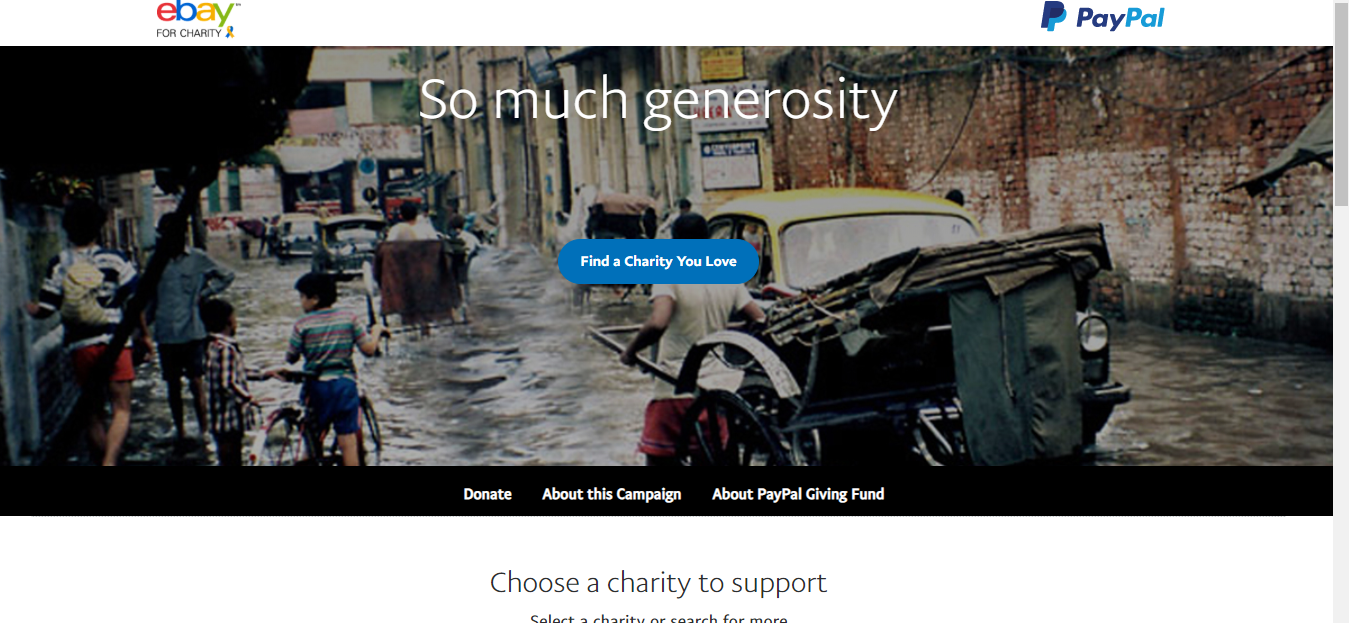 ebay™
FOR CHARITY
PayPal
So much generosity
Find a Charity You Love
Donate
About this Campaign
About PayPal Giving Fund
Choose a charity to support
Select a charity or search for more